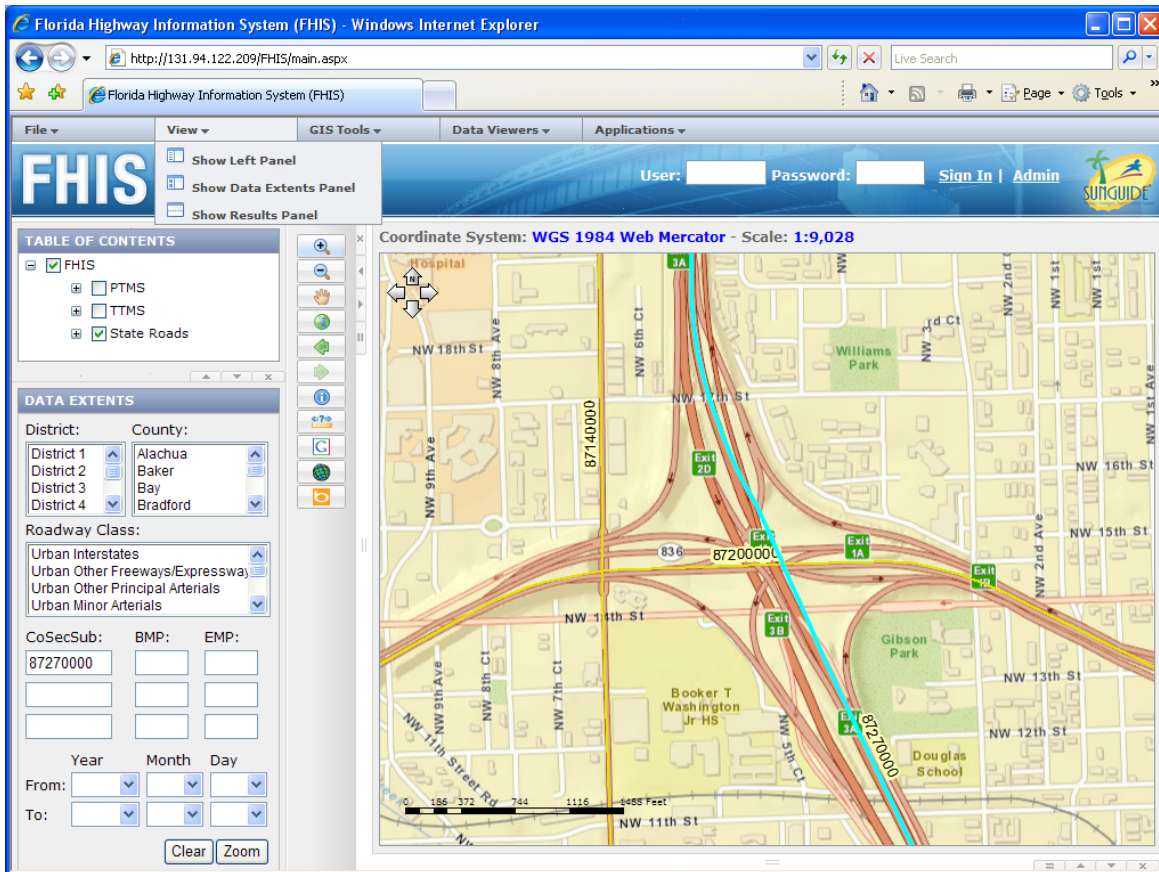 Florida Highway Information System (FHIS) - Windows Internet Explorer
http://131.94.122.209/FHIS/main.aspx
Live Search
Florida Highway Information System (FHIS)
Page
Tools
File
View
GIS Tools
Data Viewers
Applications
Show Left Panel
Show Data Extents Panel
Show Results Panel
FHIS
User:
Password:
Sign In | Admin
SUNGUIDE
TABLE OF CONTENTS
FHIS
PTMS
TTMS
State Roads
DATA EXTENTS
District:
County:
District 1
District 2
District 3
District 4
Alachua
Baker
Bay
Bradford
Roadway Class:
Urban Interstates
Urban Other Freeways/Expressway
Urban Other Principal Arterials
Urban Minor Arterials
CoSecSub:
BMP:
EMP:
87270000
Year
Month
Day
From:
To:
Clear
Zoom
Coordinate System: WGS 1984 Web Mercator - Scale: 1:9,028
Hospital
N
3A
NW
NW 2nd
NW 1st
NW 1st
NW 18th St
NW 8th Ave
NW 6th Ct
Williams
Park
NW
3rd Ct
NW 17th St
NW 1st Ave
87140000
NW 9th Ave
Exit
2D
NW 16th St
836
87200000
Exit
1A
NW 15th St
NW 2nd Ave
Exit
1B
NW 14th St
Exit
3B
Gibson
Park
NW 9th Ave
NW 8th Ct
NW 7th Ct
NW 13th St
Booker T
Washington
Jr HS
NW 5th Ct
3A
87270000
NW 12th St
Douglas
School
NW 11th Street Rd
0 186 372 744 1116 1488 Feet
NW 11th St